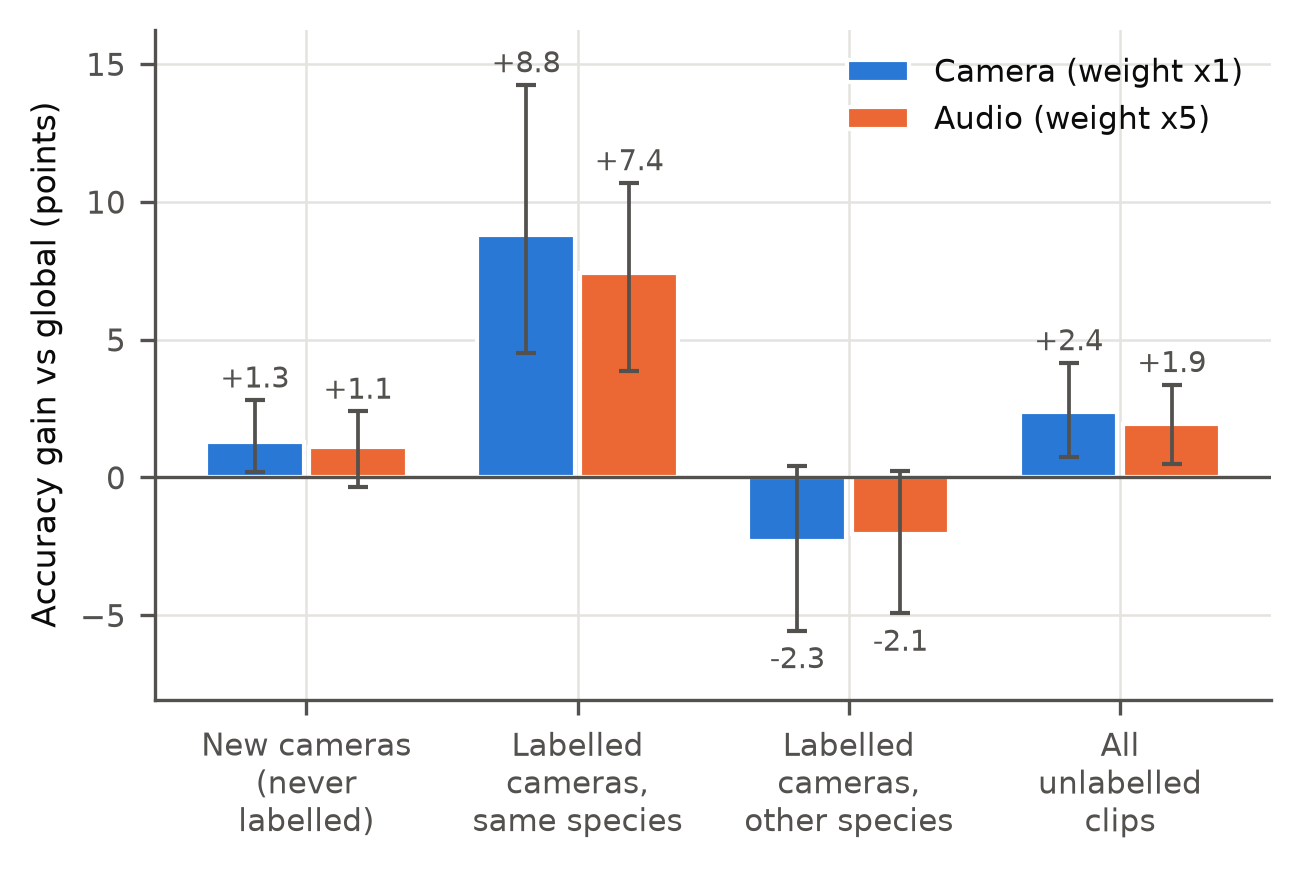 Accuracy gain vs global (points)
15
10
5
0
−5
+1.3
+1.1
+8.8
+7.4
-2.3
-2.1
+2.4
+1.9
Camera (weight x1)
Audio (weight x5)
New cameras
(never
labelled)
Labelled
cameras,
same species
Labelled
cameras,
other species
All
unlabelled
clips